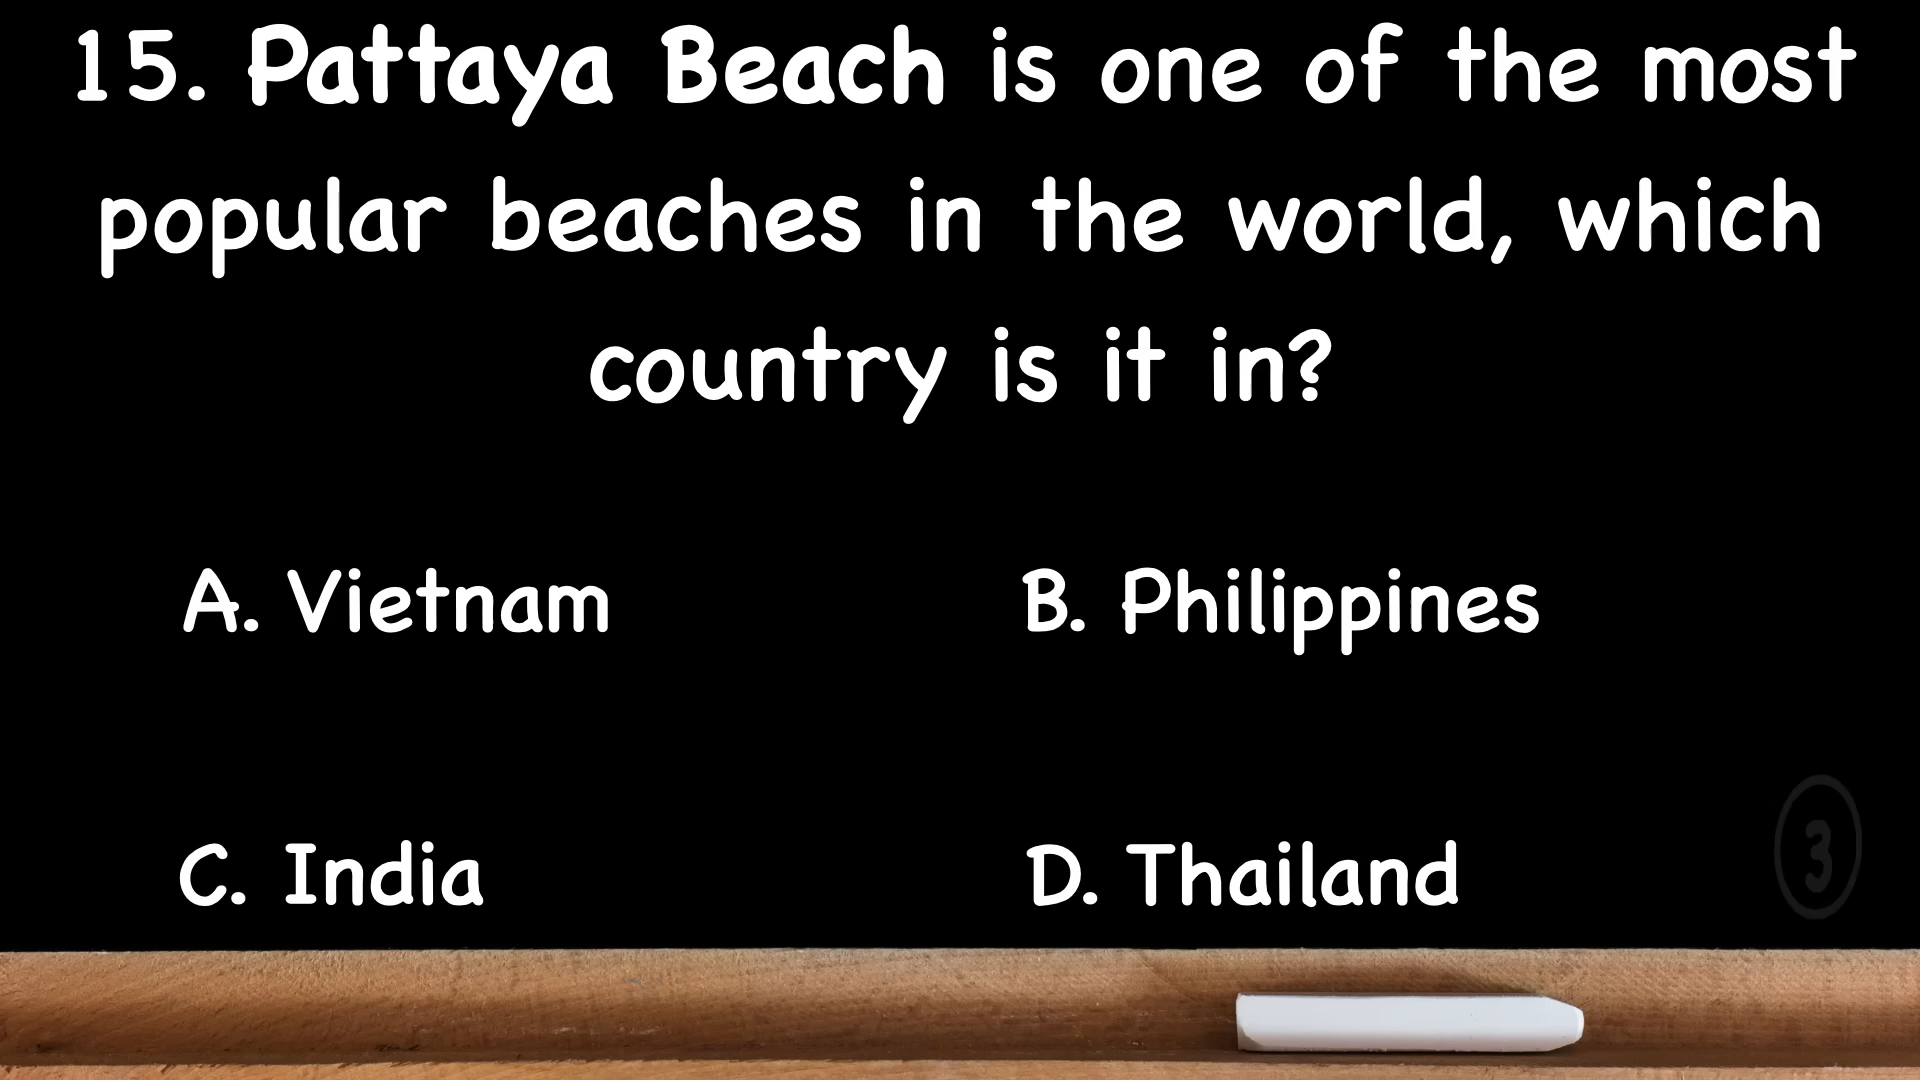 15. Pattaya Beach is one of the most
popular beaches in the world, which
country is it in?
A. Vietnam
B. Philippines
C. India
D. Thailand
3